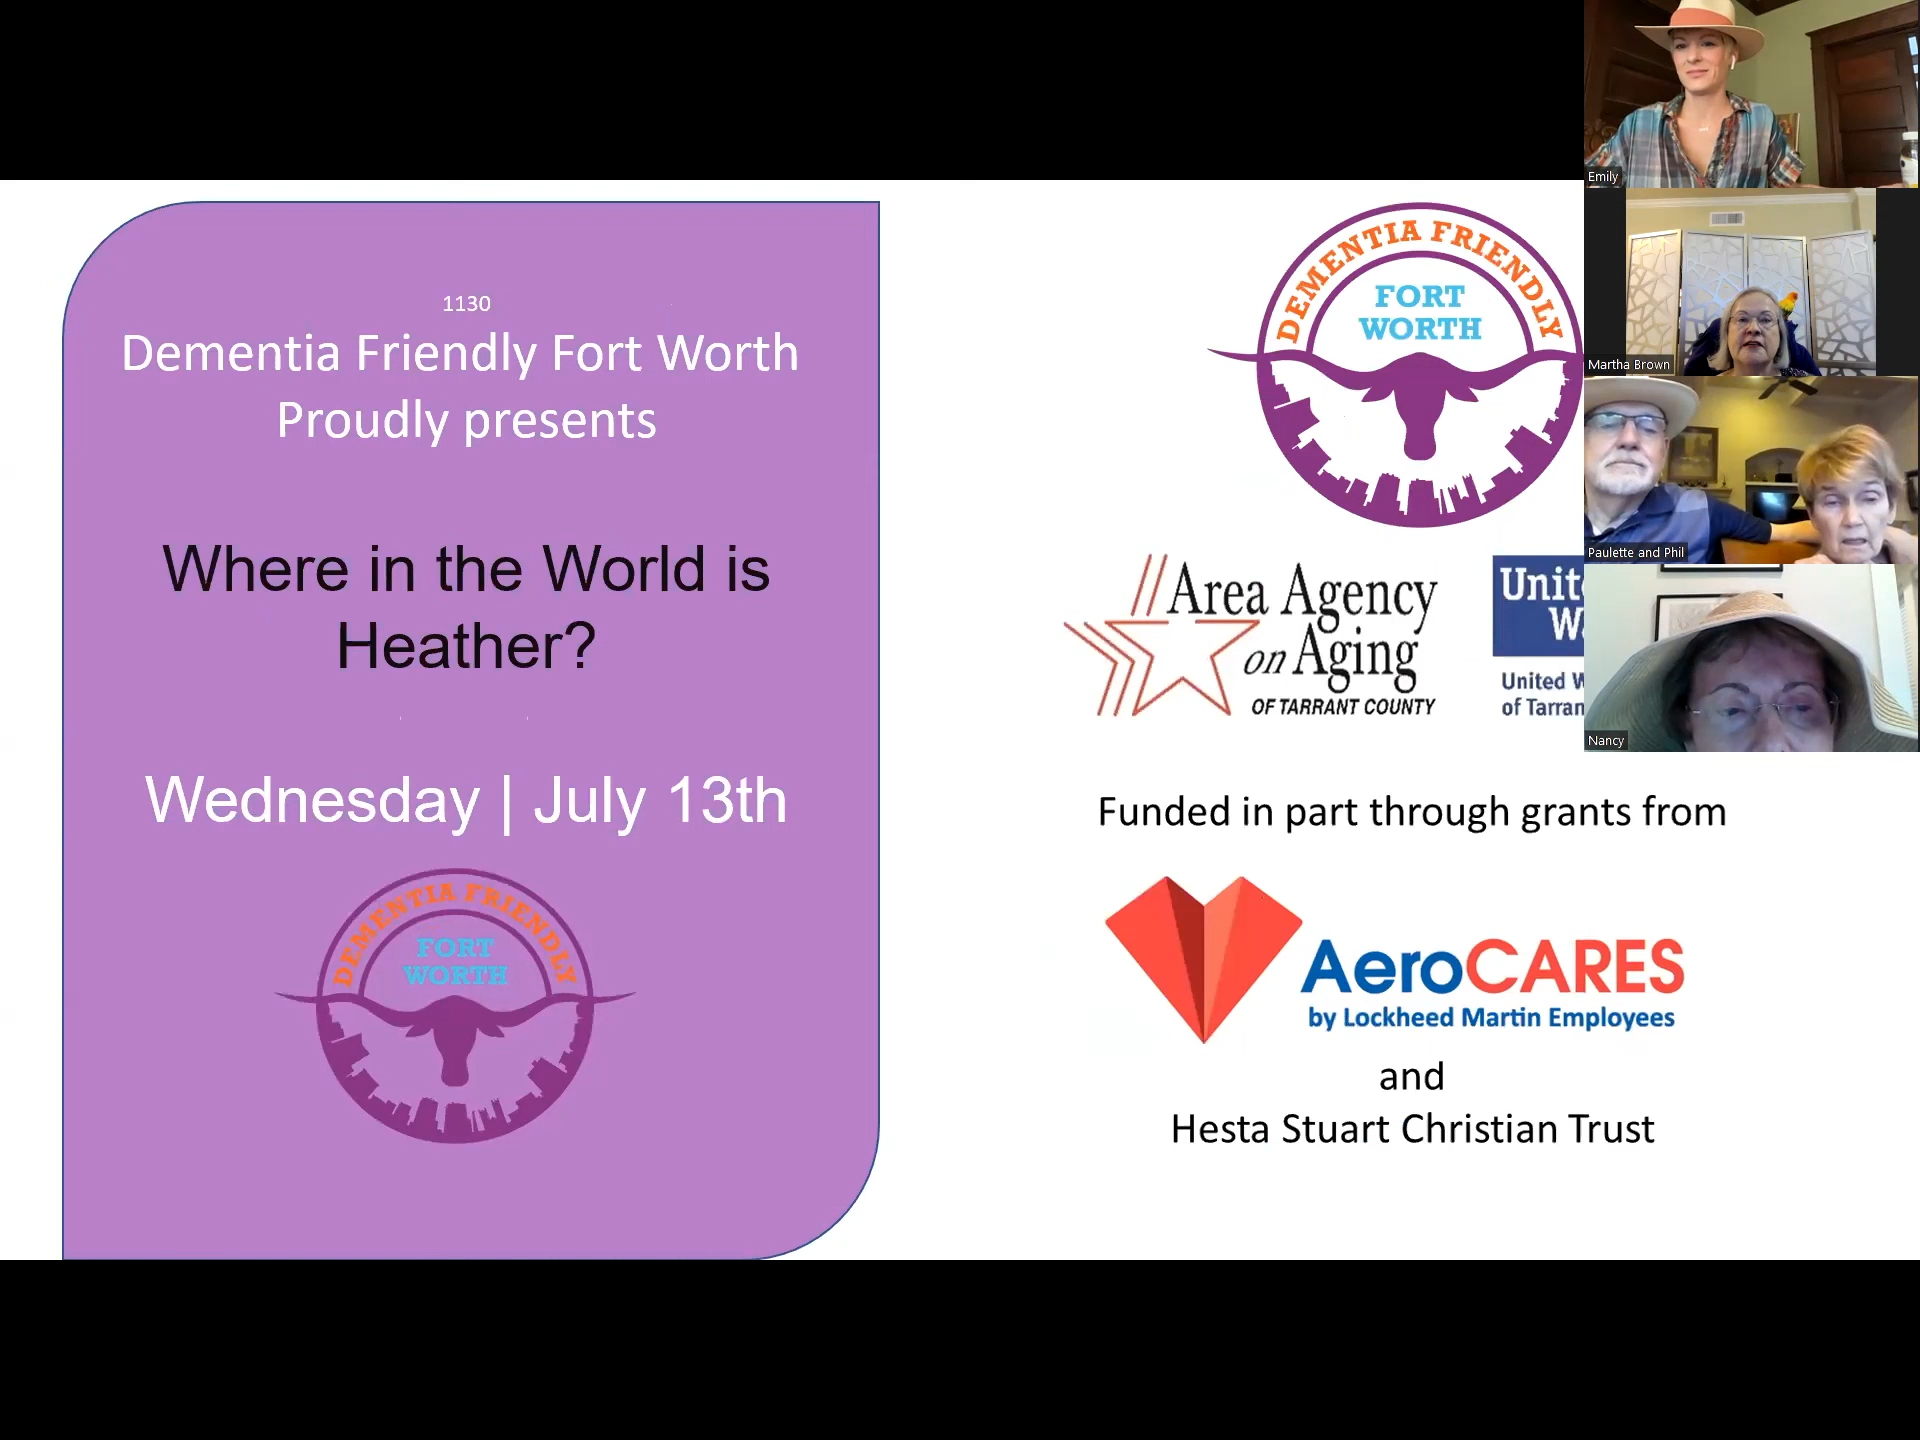 1130
Dementia Friendly Fort Worth
Proudly presents
Where in the World is
Heather?
Wednesday | July 13th
DEMENTIA FRIENDLY
FORT
WORTH
DEMENTIA FRIENDLY
FORT
WORTH
Area Agency
on Aging
OF TARRANT COUNTY
United
of
Funded in part through grants from
AeroCARES
by Lockheed Martin Employees
and
Hesta Stuart Christian Trust
Emily
Martha Brown
Paulette and Phil
Nancy